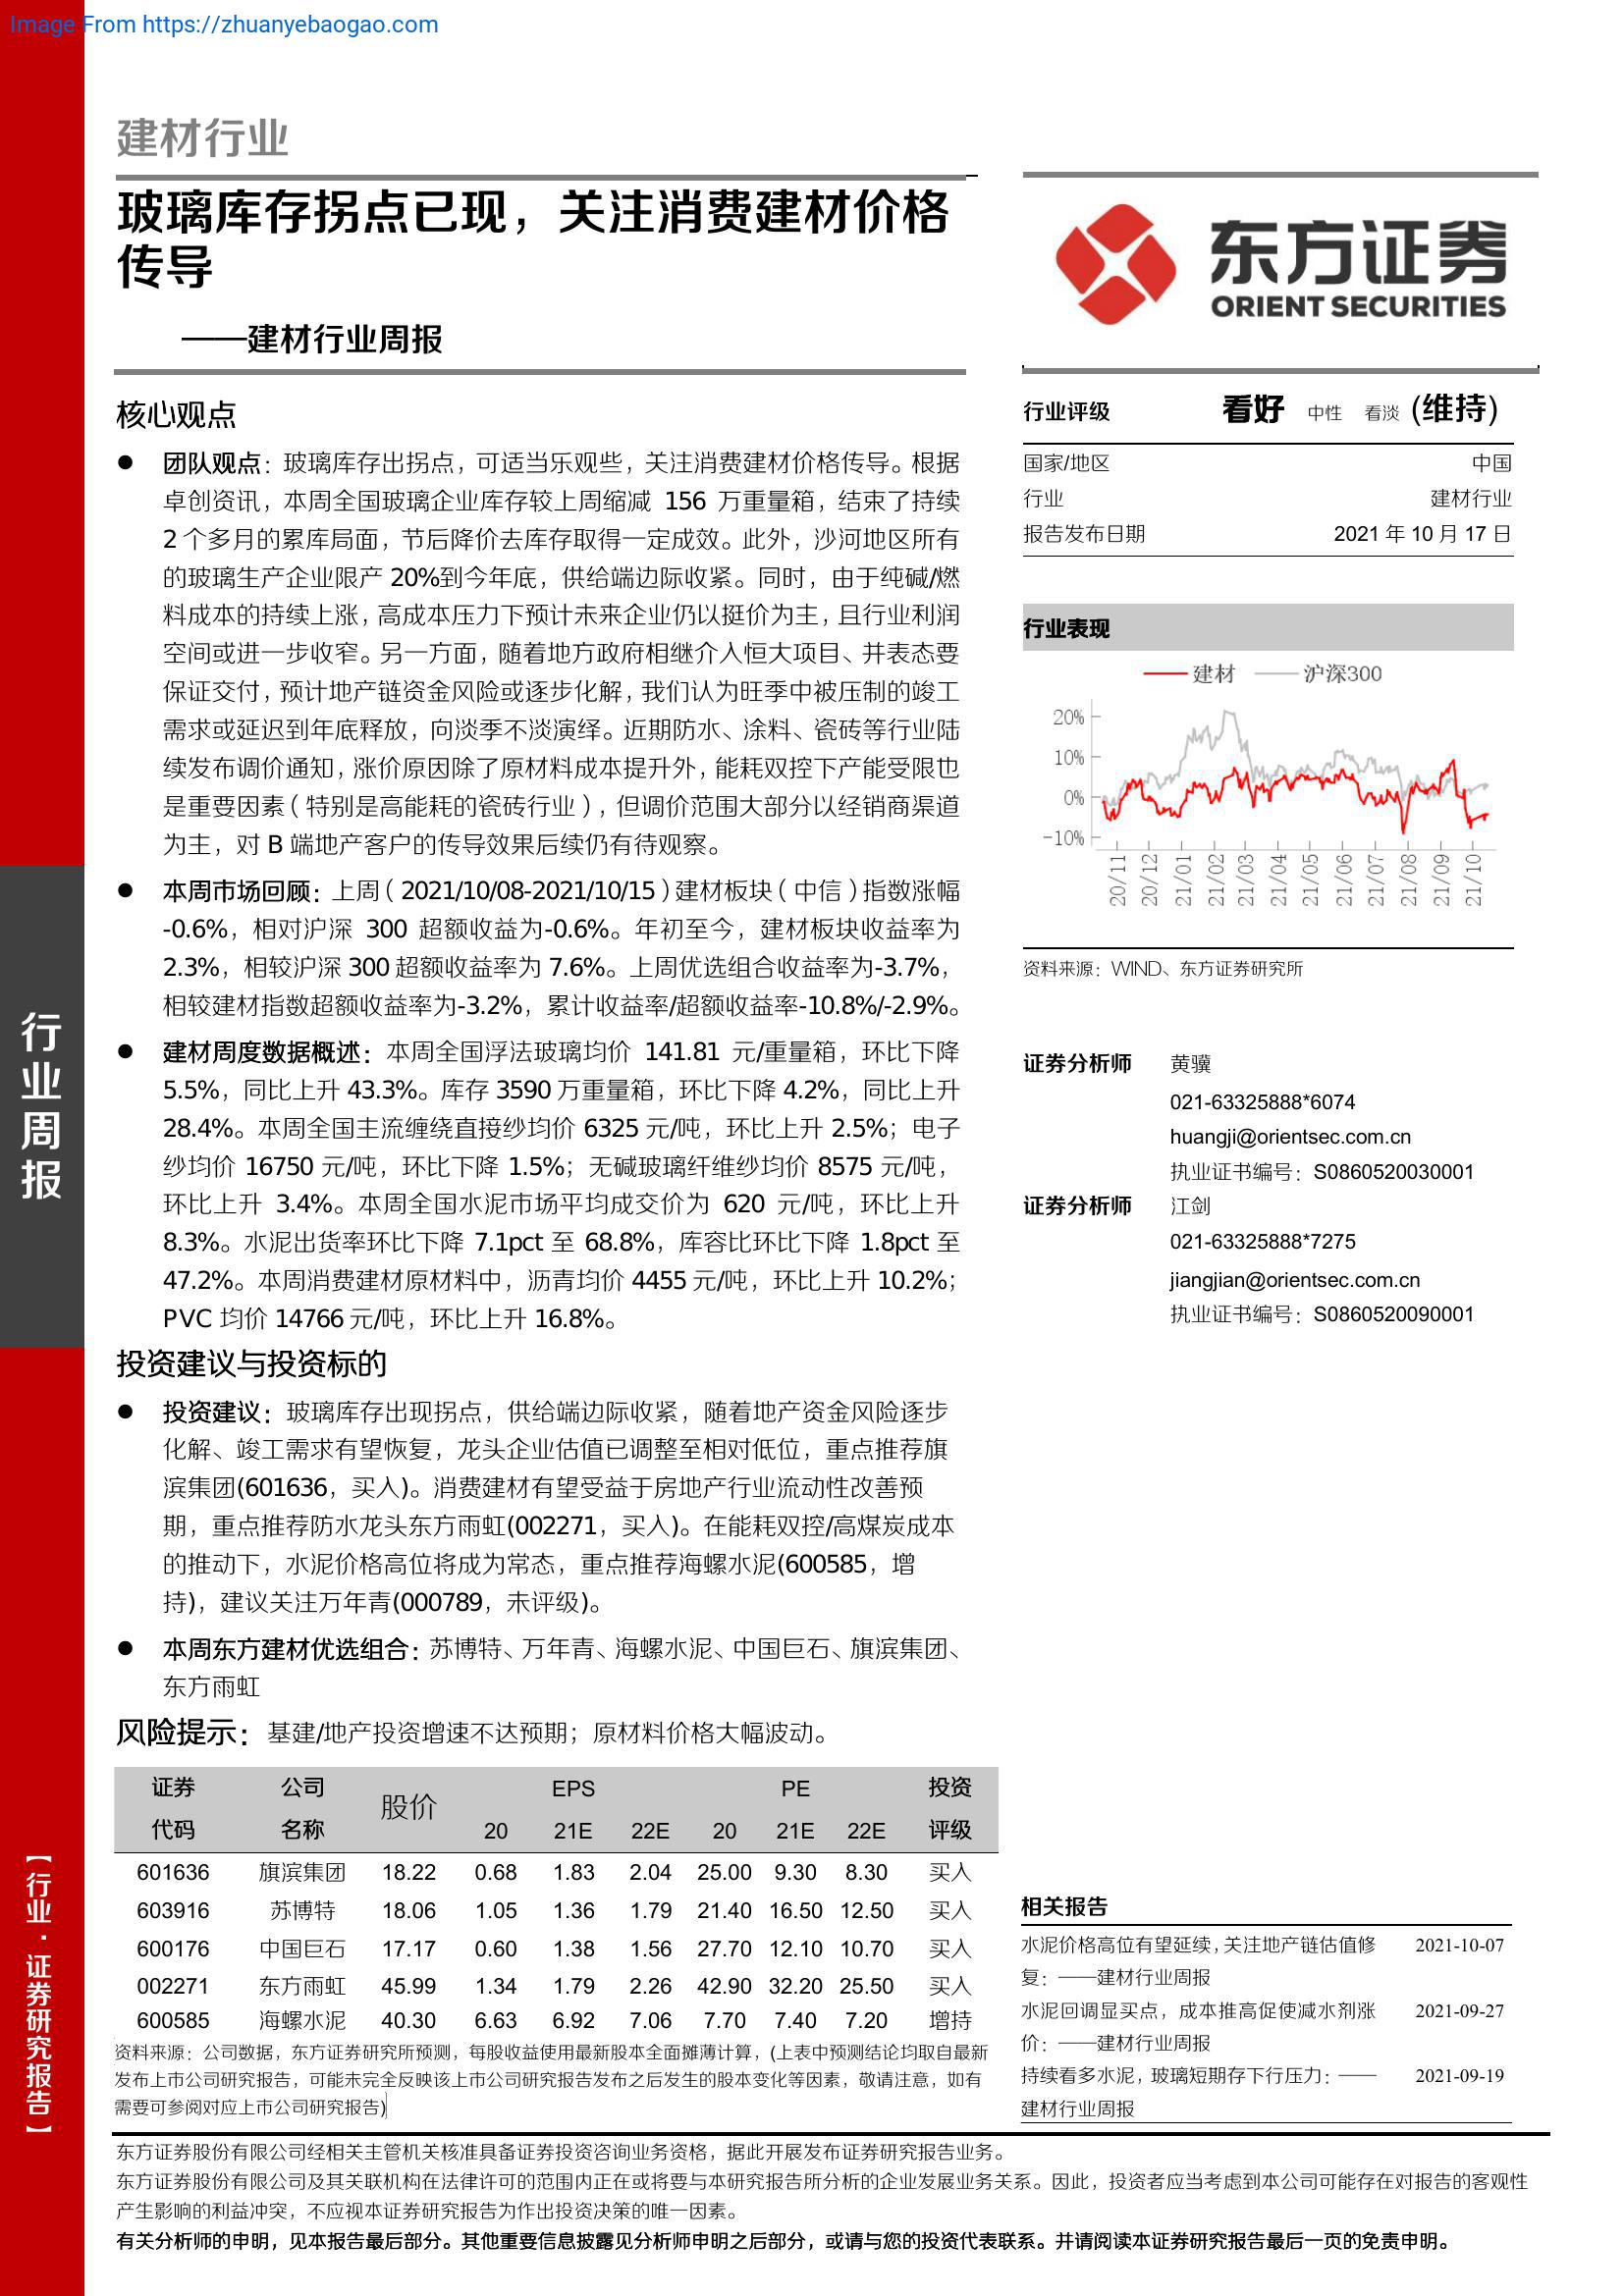 Image From https://zhuanyebaogao.com
建材行业
玻璃库存拐点已现，关注消费建材价格
传导
——建材行业周报
核心观点
● 团队观点：玻璃库存出拐点，可适当乐观些，关注消费建材价格传导。根据
卓创资讯，本周全国玻璃企业库存较上周缩减 156 万重量箱，结束了持续
2 个多月的累库局面，节后降价去库存取得一定成效。此外，沙河地区所有
的玻璃生产企业限产 20%到今年底，供给端边际收紧。同时，由于纯碱/燃
料成本的持续上涨，高成本压力下预计未来企业仍以挺价为主，且行业利润
空间或进一步收窄。另一方面，随着地方政府相继介入恒大项目、并表态要
保证交付，预计地产链资金风险或逐步化解，我们认为旺季中被压制的竣工
需求或延迟到年底释放，向淡季不淡演绎。近期防水、涂料、瓷砖等行业陆
续发布调价通知，涨价原因除了原材料成本提升外，能耗双控下产能受限也
是重要因素（特别是高能耗的瓷砖行业），但调价范围大部分以经销商渠道
为主，对 B 端地产客户的传导效果后续仍有待观察。
● 本周市场回顾：上周（2021/10/08-2021/10/15）建材板块（中信）指数涨幅
-0.6%，相对沪深 300 超额收益为-0.6%。年初至今，建材板块收益率为
2.3%，相较沪深 300 超额收益率为 7.6%。上周优选组合收益率为-3.7%，
相较建材指数超额收益率为-3.2%，累计收益率/超额收益率-10.8%/-2.9%。
● 建材周度数据概述：本周全国浮法玻璃均价 141.81 元/重量箱，环比下降
5.5%，同比上升 43.3%。库存 3590 万重量箱，环比下降 4.2%，同比上升
28.4%。本周全国主流缠绕直接纱均价 6325 元/吨，环比上升 2.5%；电子
纱均价 16750 元/吨，环比下降 1.5%；无碱玻璃纤维纱均价 8575 元/吨，
环比上升 3.4%。本周全国水泥市场平均成交价为 620 元/吨，环比上升
8.3%。水泥出货率环比下降 7.1pct 至 68.8%，库容比环比下降 1.8pct 至
47.2%。本周消费建材原材料中，沥青均价 4455 元/吨，环比上升 10.2%；
PVC 均价 14766 元/吨，环比上升 16.8%。
投资建议与投资标的
● 投资建议：玻璃库存出现拐点，供给端边际收紧，随着地产资金风险逐步
化解、竣工需求有望恢复，龙头企业估值已调整至相对低位，重点推荐旗
滨集团(601636，买入)。消费建材有望受益于房地产行业流动性改善预
期，重点推荐防水龙头东方雨虹(002271，买入)。在能耗双控/高煤炭成本
的推动下，水泥价格高位将成为常态，重点推荐海螺水泥(600585，增
持)，建议关注万年青(000789，未评级)。
● 本周东方建材优选组合：苏博特、万年青、海螺水泥、中国巨石、旗滨集团、
东方雨虹
风险提示：基建/地产投资增速不达预期；原材料价格大幅波动。
证券 公司 股价 EPS PE 投资
代码 名称 20 21E 22E 20 21E 22E 评级
601636 旗滨集团 18.22 0.68 1.83 2.04 25.00 9.30 8.30 买入
603916 苏博特 18.06 1.05 1.36 1.79 21.40 16.50 12.50 买入
600176 中国巨石 17.17 0.60 1.38 1.56 27.70 12.10 10.70 买入
002271 东方雨虹 45.99 1.34 1.79 2.26 42.90 32.20 25.50 买入
600585 海螺水泥 40.30 6.63 6.92 7.06 7.70 7.40 7.20 增持
资料来源：公司数据，东方证券研究所预测，每股收益使用最新股本全面摊薄计算，(上表中预测结论均取自最新
发布上市公司研究报告，可能未完全反映该上市公司研究报告发布之后发生的股本变化等因素，敬请注意，如有
需要可参阅对应上市公司研究报告)
东方证券
ORIENT SECURITIES
行业评级 看好 中性 看淡 (维持)
国家/地区 中国
行业 建材行业
报告发布日期 2021 年 10 月 17 日
行业表现
建材 沪深300
20%
10%
0%
-10%
20/11 20/12 21/01 21/02 21/03 21/04 21/05 21/06 21/07 21/08 21/09 21/10
资料来源：WIND、东方证券研究所
证券分析师 黄骥
021-63325888*6074
huangji@orientsec.com.cn
执业证书编号：S0860520030001
证券分析师 江剑
021-63325888*7275
jiangjian@orientsec.com.cn
执业证书编号：S0860520090001
相关报告
水泥价格高位有望延续，关注地产链估值修 2021-10-07
复：——建材行业周报
水泥回调显买点，成本推高促使减水剂涨 2021-09-27
价：——建材行业周报
持续看多水泥，玻璃短期存下行压力：—— 2021-09-19
建材行业周报
行业周报
【行业·证券研究报告】
东方证券股份有限公司经相关主管机关核准具备证券投资咨询业务资格，据此开展发布证券研究报告业务。
东方证券股份有限公司及其关联机构在法律许可的范围内正在或将要与本研究报告所分析的企业发展业务关系。因此，投资者应当考虑到本公司可能存在对报告的客观性
产生影响的利益冲突，不应视本证券研究报告为作出投资决策的唯一因素。
有关分析师的申明，见本报告最后部分。其他重要信息披露见分析师申明之后部分，或请与您的投资代表联系。并请阅读本证券研究报告最后一页的免责申明。